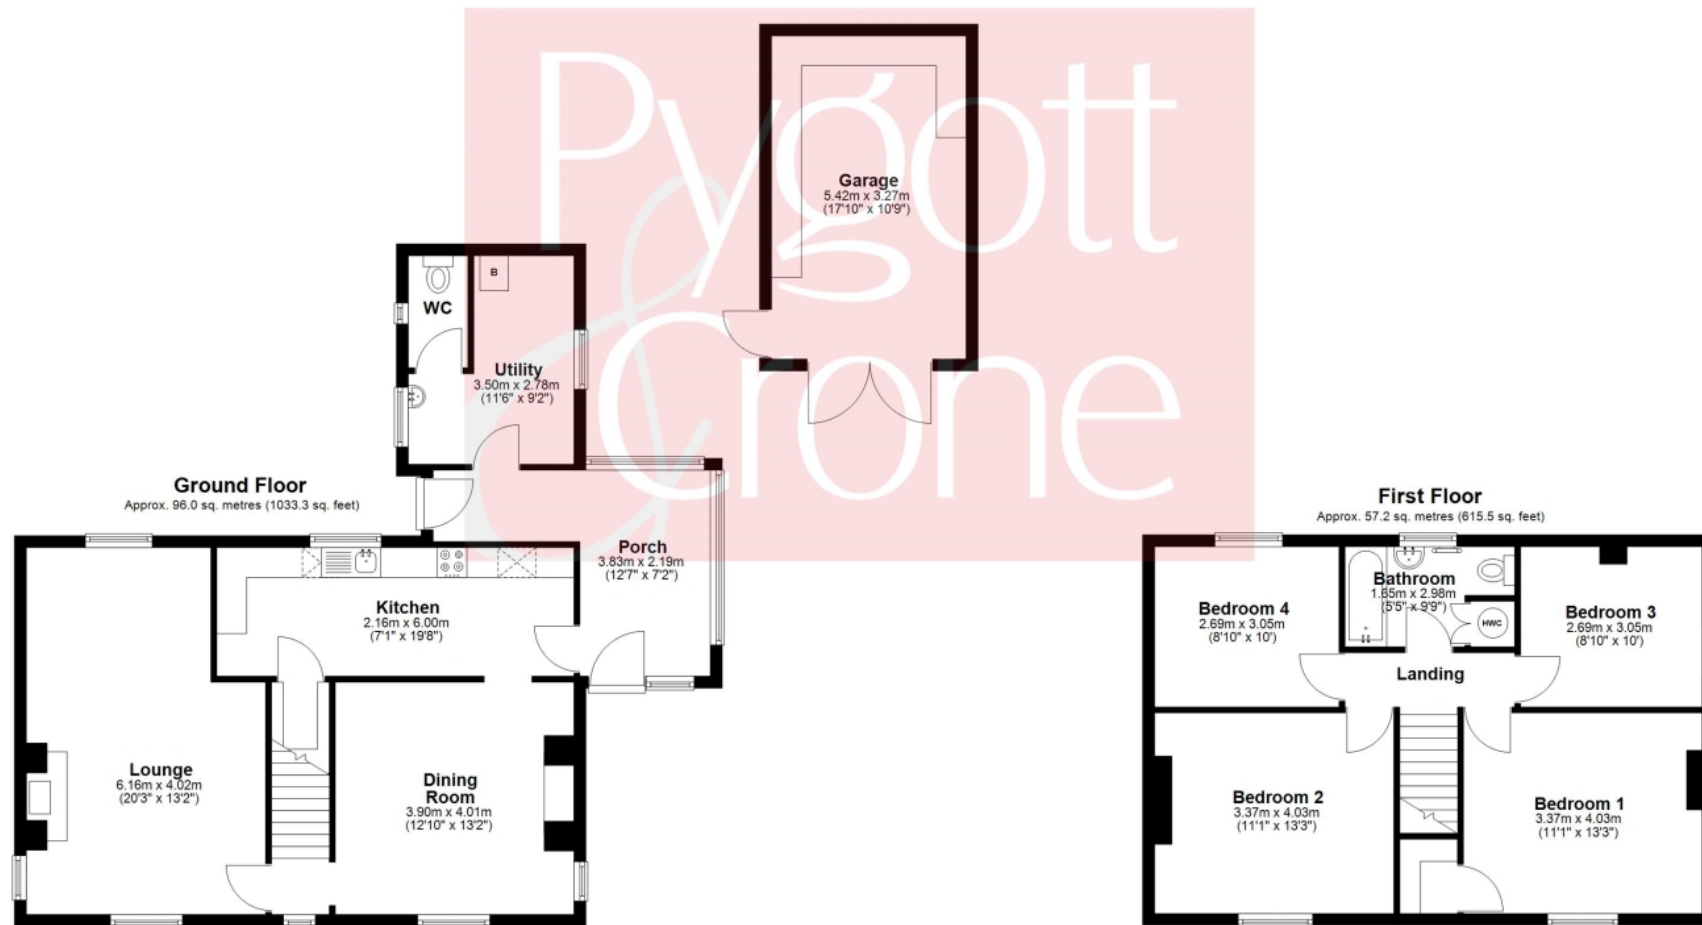 Pygott
& Crone
Garage
5.42m x 3.27m
(17'10" x 10'9")
WC
B
Utility
3.50m x 2.78m
(11'6" x 9'2")
Ground Floor
Approx. 96.0 sq. metres (1033.3 sq. feet)
Porch
3.83m x 2.19m
(12'7" x 7'2")
Kitchen
2.16m x 6.00m
(7'1" x 19'8")
Lounge
6.16m x 4.02m
(20'3" x 13'2")
Dining
Room
3.90m x 4.01m
(12'10" x 13'2")
First Floor
Approx. 57.2 sq. metres (615.5 sq. feet)
Bedroom 4
2.69m x 3.05m
(8'10" x 10')
Bathroom
1.65m x 2.98m
(5'5" x 9'9")
HWC
Bedroom 3
2.69m x 3.05m
(8'10" x 10')
Landing
Bedroom 2
3.37m x 4.03m
(11'1" x 13'3")
Bedroom 1
3.37m x 4.03m
(11'1" x 13'3")